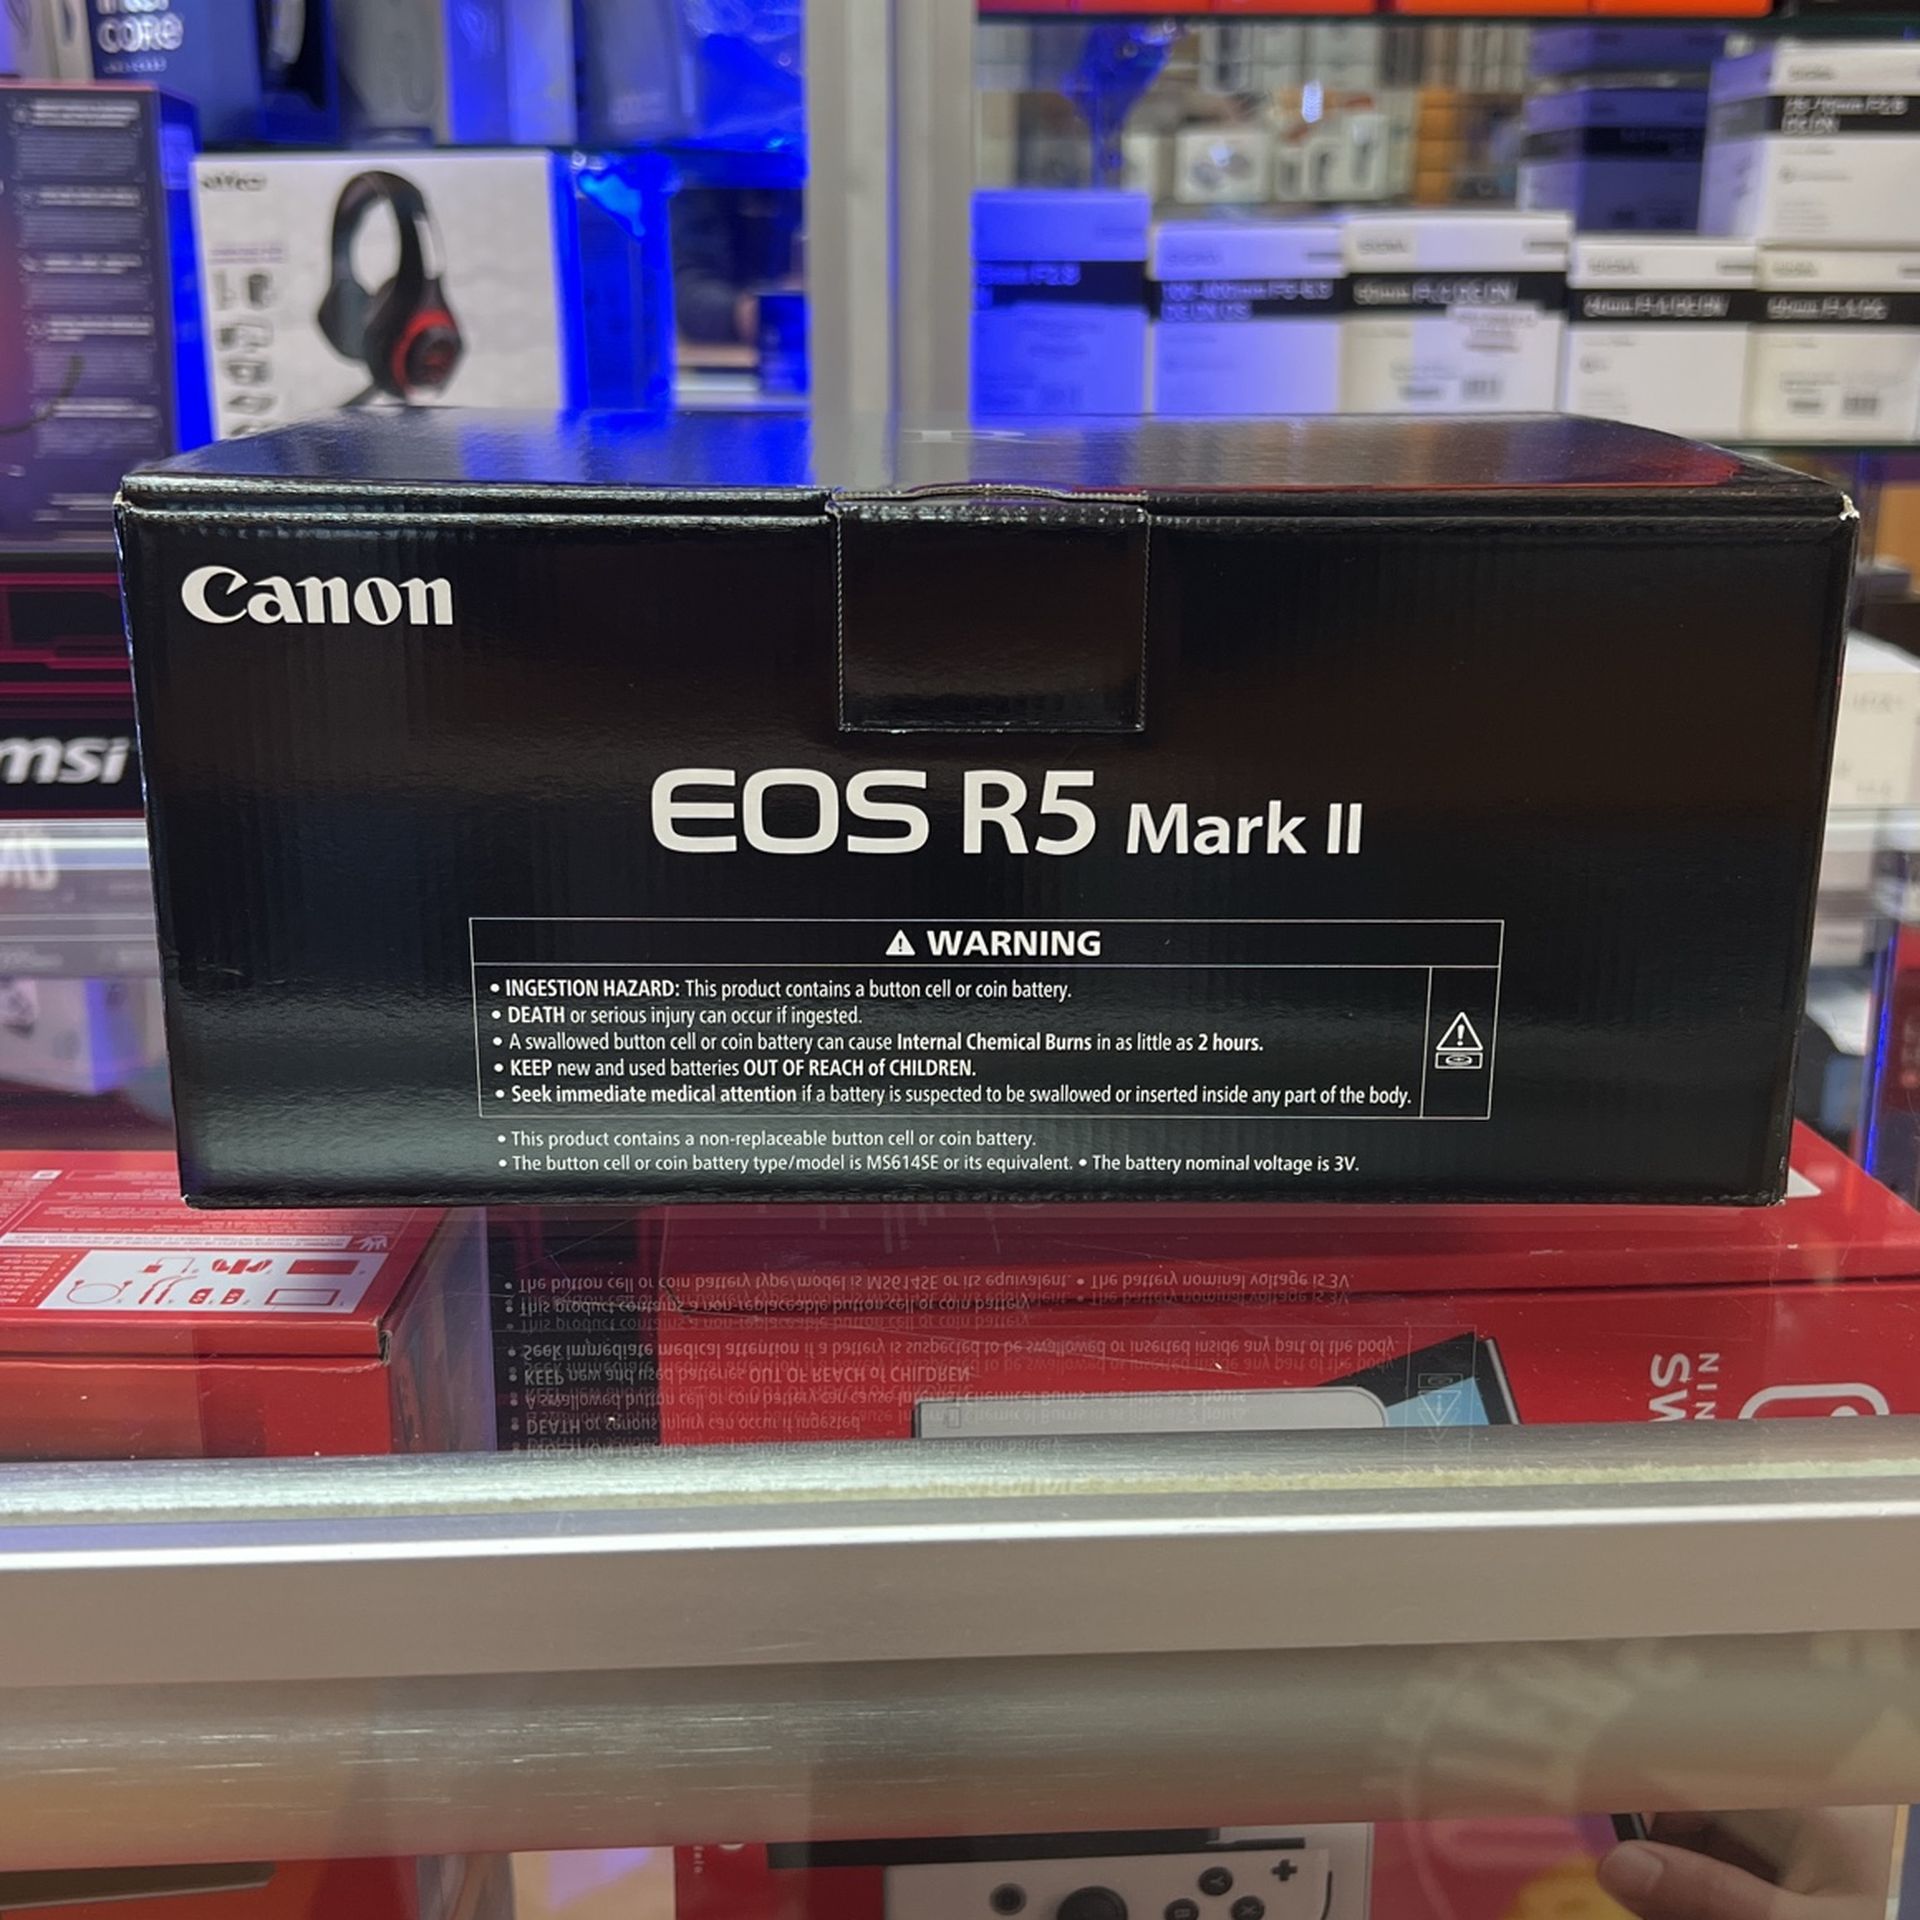 core
Canon
EOS R5 Mark II
msi
⚠ WARNING
• INGESTION HAZARD: This product contains a button cell or coin battery.
• DEATH or serious injury can occur if ingested.
• A swallowed button cell or coin battery can cause Internal Chemical Burns in as little as 2 hours.
• KEEP new and used batteries OUT OF REACH of CHILDREN.
• Seek immediate medical attention if a battery is suspected to be swallowed or inserted inside any part of the body.
• This product contains a non-replaceable button cell or coin battery.
• The button cell or coin battery type/model is MS614SE or its equivalent. • The battery nominal voltage is 3V.
NIN
SW
Y
X
B